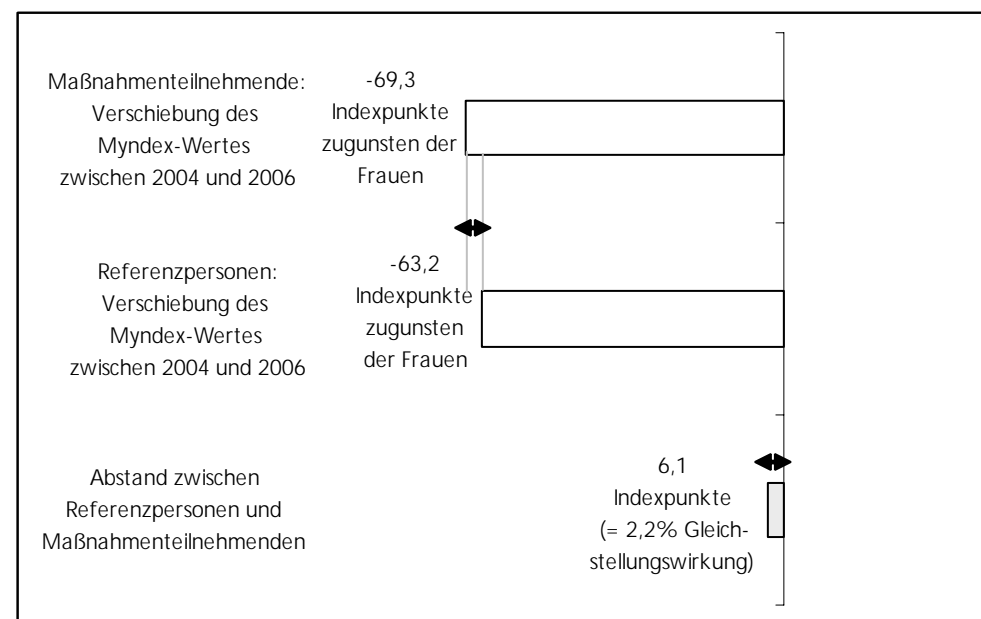 Maßnahmenteilnehmende:
Verschiebung des
Myndex-Wertes
zwischen 2004 und 2006
-69,3
Indexpunkte
zugunsten der
Frauen
Referenzpersonen:
Verschiebung des
Myndex-Wertes
zwischen 2004 und 2006
-63,2
Indexpunkte
zugunsten
der Frauen
Abstand zwischen
Referenzpersonen und
Maßnahmenteilnehmenden
6,1
Indexpunkte
(= 2,2% Gleich-
stellungswirkung)